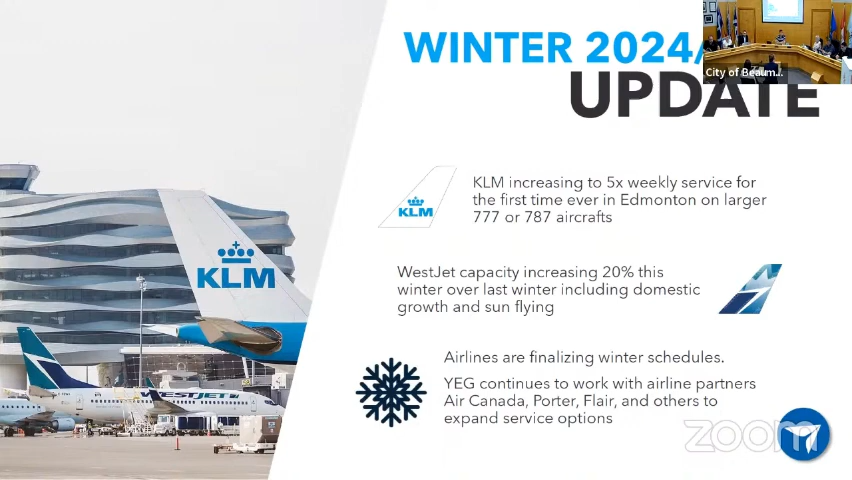 WINTER 2024/
UPDATE
City of Beaum...
KLM
KLM increasing to 5x weekly service for
the first time ever in Edmonton on larger
777 or 787 aircrafts
KLM
WestJet capacity increasing 20% this
winter over last winter including domestic
growth and sun flying
WESTJET
Airlines are finalizing winter schedules.
YEG continues to work with airline partners
Air Canada, Porter, Flair, and others to
expand service options
zoom